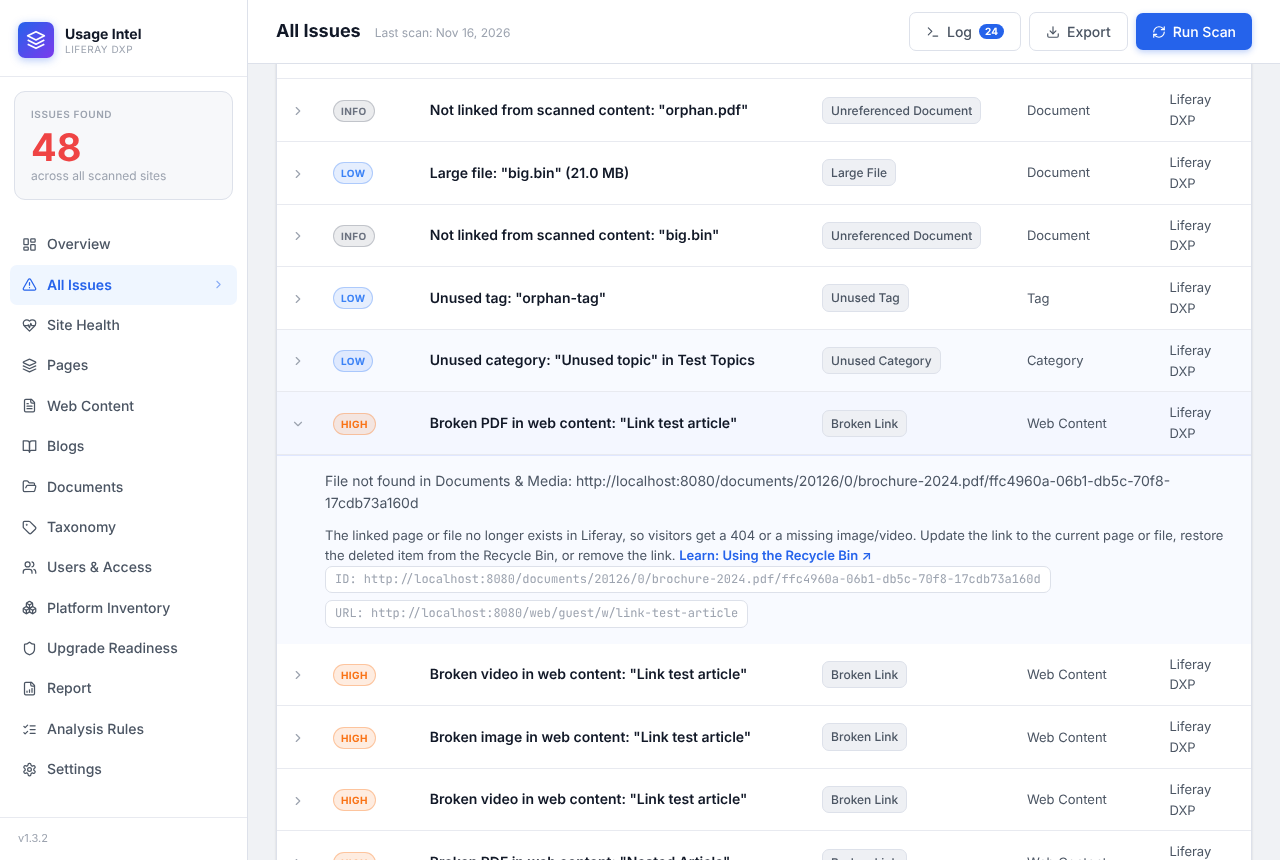 Usage Intel
LIFERAY DXP
ISSUES FOUND
48
across all scanned sites
Overview
All Issues
Site Health
Pages
Web Content
Blogs
Documents
Taxonomy
Users & Access
Platform Inventory
Upgrade Readiness
Report
Analysis Rules
Settings
v1.3.2
All Issues Last scan: Nov 16, 2026
Log 24
Export
Run Scan
INFO Not linked from scanned content: "orphan.pdf" Unreferenced Document Document Liferay
DXP
LOW Large file: "big.bin" (21.0 MB) Large File Document Liferay
DXP
INFO Not linked from scanned content: "big.bin" Unreferenced Document Document Liferay
DXP
LOW Unused tag: "orphan-tag" Unused Tag Tag Liferay
DXP
LOW Unused category: "Unused topic" in Test Topics Unused Category Category Liferay
DXP
HIGH Broken PDF in web content: "Link test article" Broken Link Web Content Liferay
DXP
File not found in Documents & Media: http://localhost:8080/documents/20126/0/brochure-2024.pdf/ffc4960a-06b1-db5c-70f8-
17cdb73a160d
The linked page or file no longer exists in Liferay, so visitors get a 404 or a missing image/video. Update the link to the current page or file, restore
the deleted item from the Recycle Bin, or remove the link. Learn: Using the Recycle Bin ↗
ID: http://localhost:8080/documents/20126/0/brochure-2024.pdf/ffc4960a-06b1-db5c-70f8-17cdb73a160d
URL: http://localhost:8080/web/guest/w/link-test-article
HIGH Broken video in web content: "Link test article" Broken Link Web Content Liferay
DXP
HIGH Broken image in web content: "Link test article" Broken Link Web Content Liferay
DXP
HIGH Broken video in web content: "Link test article" Broken Link Web Content Liferay
DXP
Broken PDF in web content: "Nested Article" Broken Link Web Content Liferay